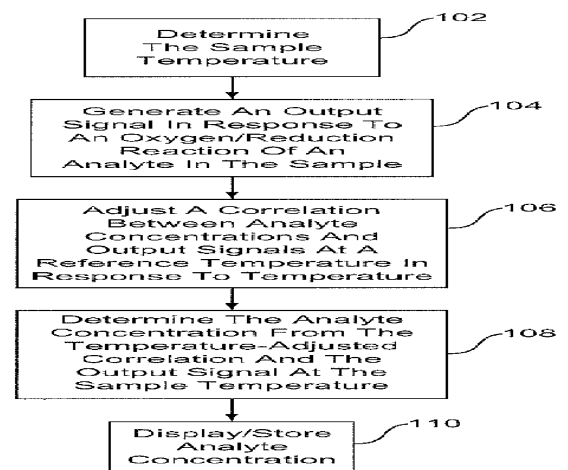 Determine
The Sample
Temperature
102
Generate An Output
Signal In Response To
An Oxygen/Reduction
Reaction Of An
Analyte In The Sample
104
Adjust A Correlation
Between Analyte
Concentrations And
Output Signals At A
Reference Temperature In
Response To Temperature
106
Determine The Analyte
Concentration From The
Temperature-Adjusted
Correlation And The
Output Signal At The
Sample Temperature
108
Display/Store
Analyte
Concentration
110